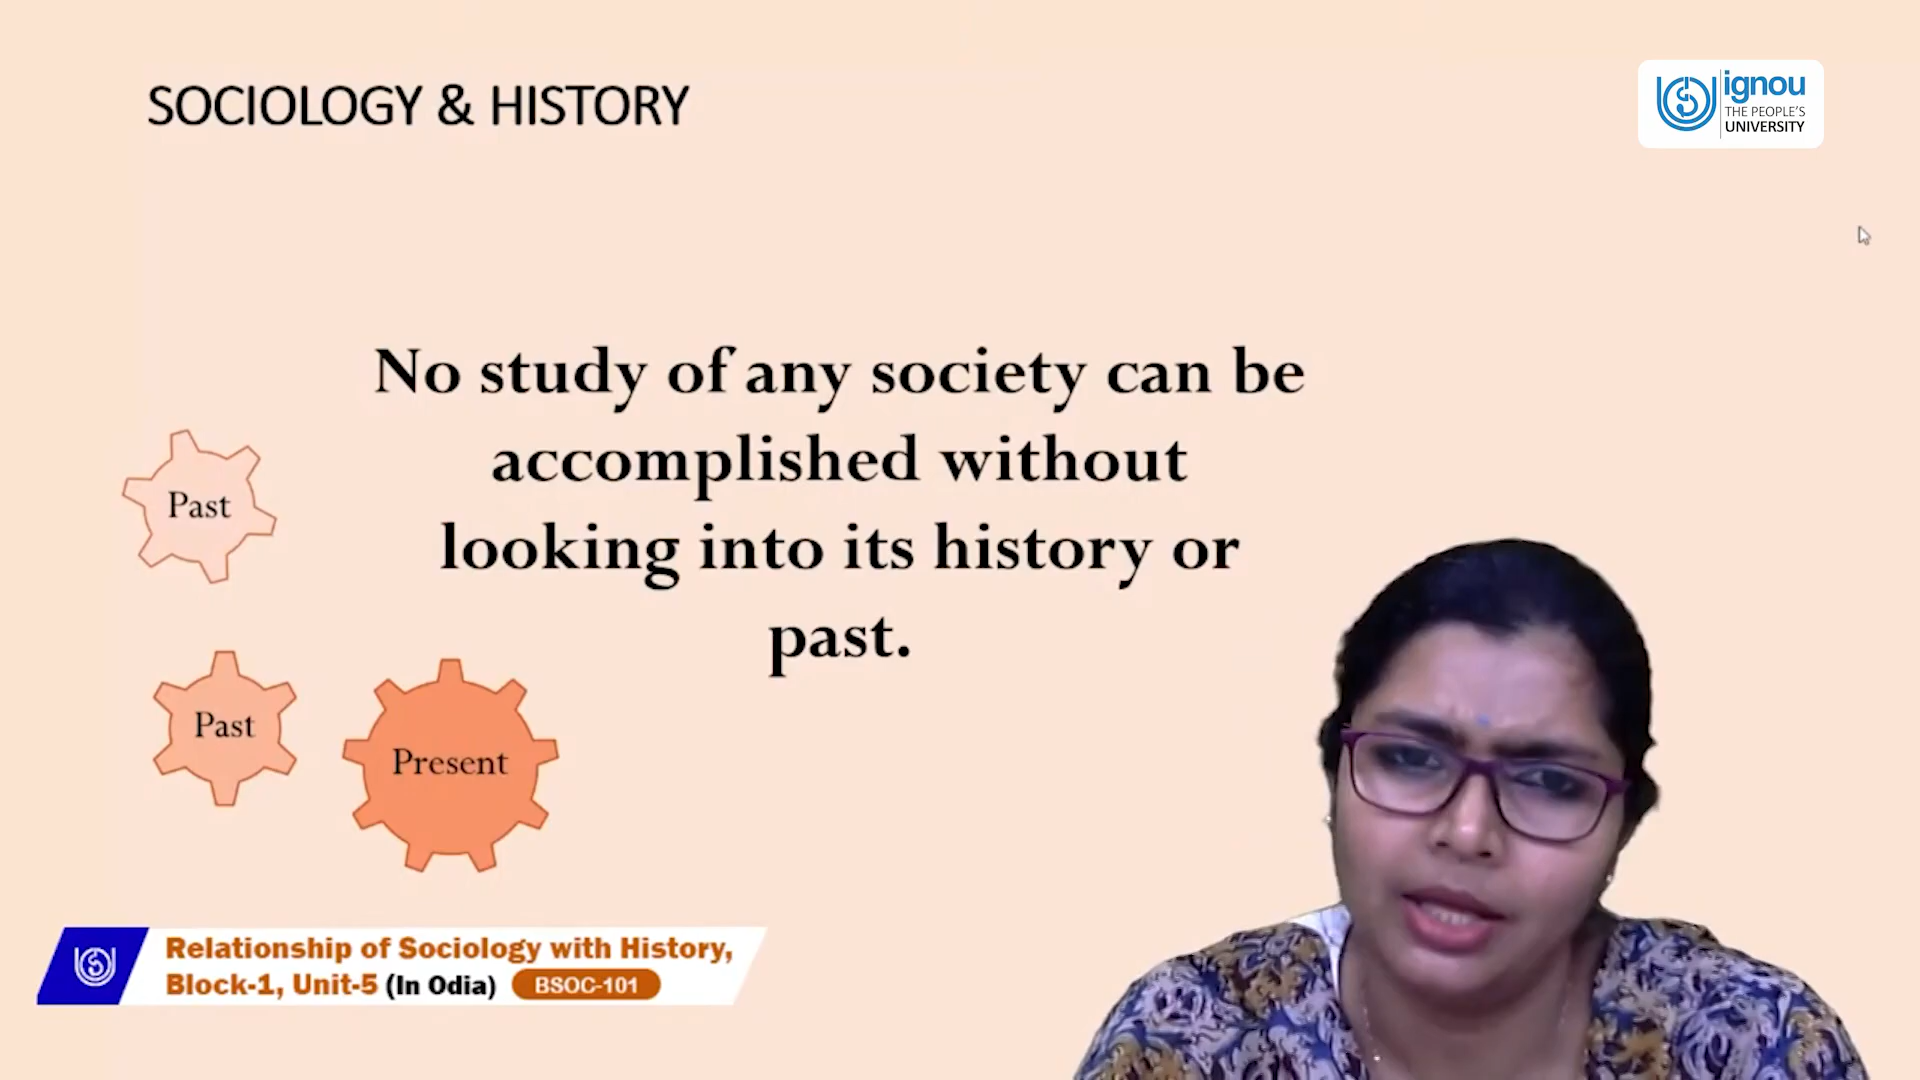 SOCIOLOGY & HISTORY
ignou
THE PEOPLE'S
UNIVERSITY
No study of any society can be
accomplished without
looking into its history or
past.
Past
Past
Present
Relationship of Sociology with History,
Block-1, Unit-5 (In Odia) BSOC-101